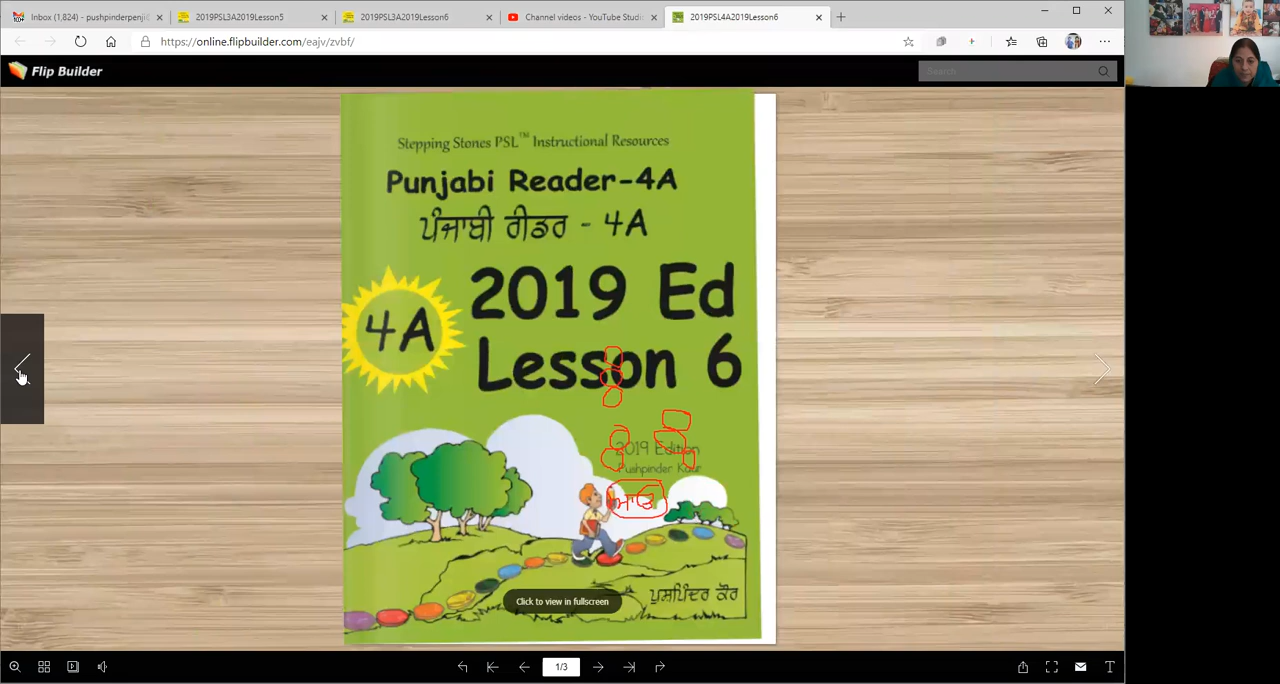 Inbox (1,824) - pushpinderpenji
2019PSL3A2019Lesson5
2019PSL3A2019Lesson6
Channel videos - YouTube Studi
2019PSL4A2019Lesson6
https://online.flipbuilder.com/eajv/zvbf/
Flip Builder
Search
Stepping Stones PSL™ Instructional Resources
Punjabi Reader-4A
ਪੰਜਾਬੀ ਰੀਡਰ - 4A
4A
2019 Ed
Lesson 6
2019 Edition
Pushpinder Kaur
Click to view in fullscreen
ਪੁਸ਼ਪਿੰਦਰ ਕੌਰ
1/3